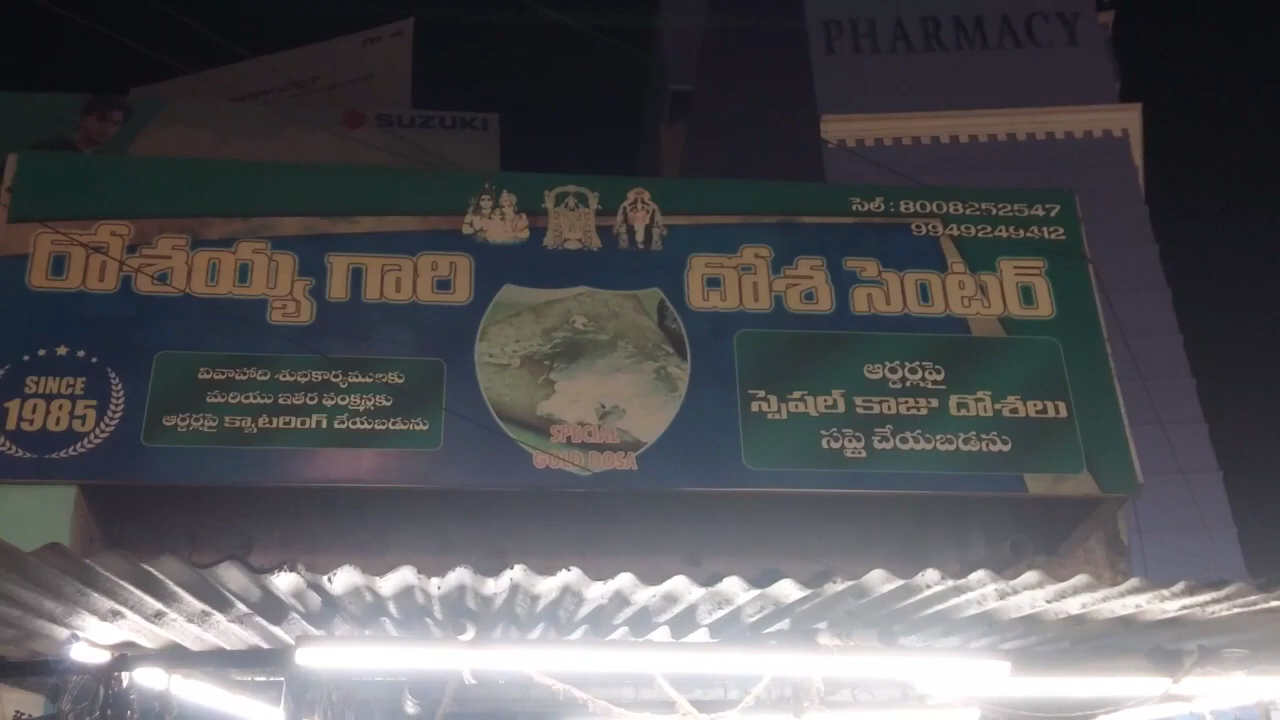 PHARMACY
SUZUKI
సెల్ : 8008252547
9949249412
రోశయ్య గారి దోశ సెంటర్
SINCE
1985
వివాహాది శుభకార్యములకు
మరియు ఇతర ఫంక్షన్లకు
ఆర్డర్లపై క్యాటరింగ్ చేయబడును
SPECIAL
GOLD DOSA
ఆర్డర్లపై
స్పెషల్ కాజు దోశలు
సప్లై చేయబడను